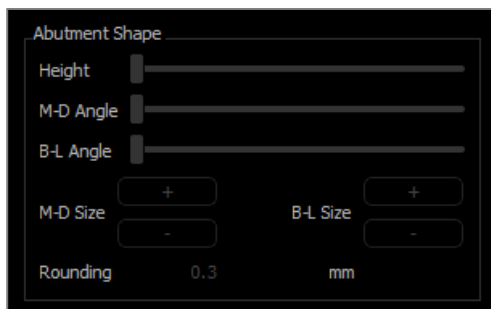 Abutment Shape
Height
M-D Angle
B-L Angle
+ +
M-D Size B-L Size
- -
Rounding 0.3 mm